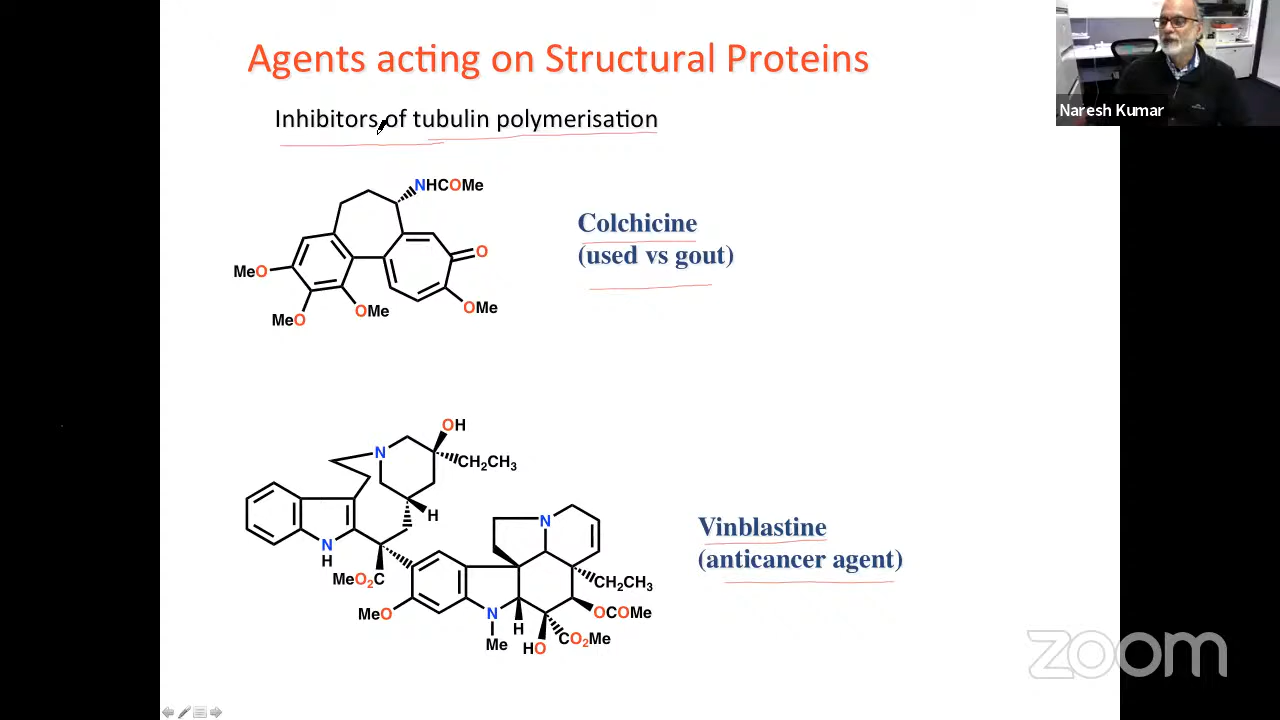 Agents acting on Structural Proteins
Naresh Kumar
Inhibitors of tubulin polymerisation
NHCOMe
Colchicine
(used vs gout)
O
MeO
OMe
OMe
MeO
OH
N
CH2CH3
H
N
Vinblastine
(anticancer agent)
N
H
MeO2C
CH2CH3
MeO
N
OCOMe
H
CO2Me
Me
HO
zoom